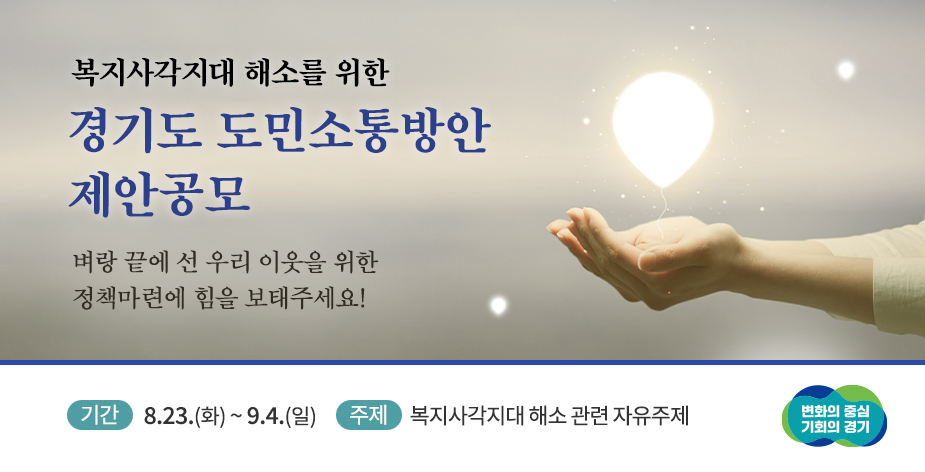 복지사각지대 해소를 위한
경기도 도민소통방안
제안공모
벼랑 끝에 선 우리 이웃을 위한
정책마련에 힘을 보태주세요!
기간 8.23.(화) ~ 9.4.(일) 주제 복지사각지대 해소 관련 자유주제
변화의 중심
기회의 경기